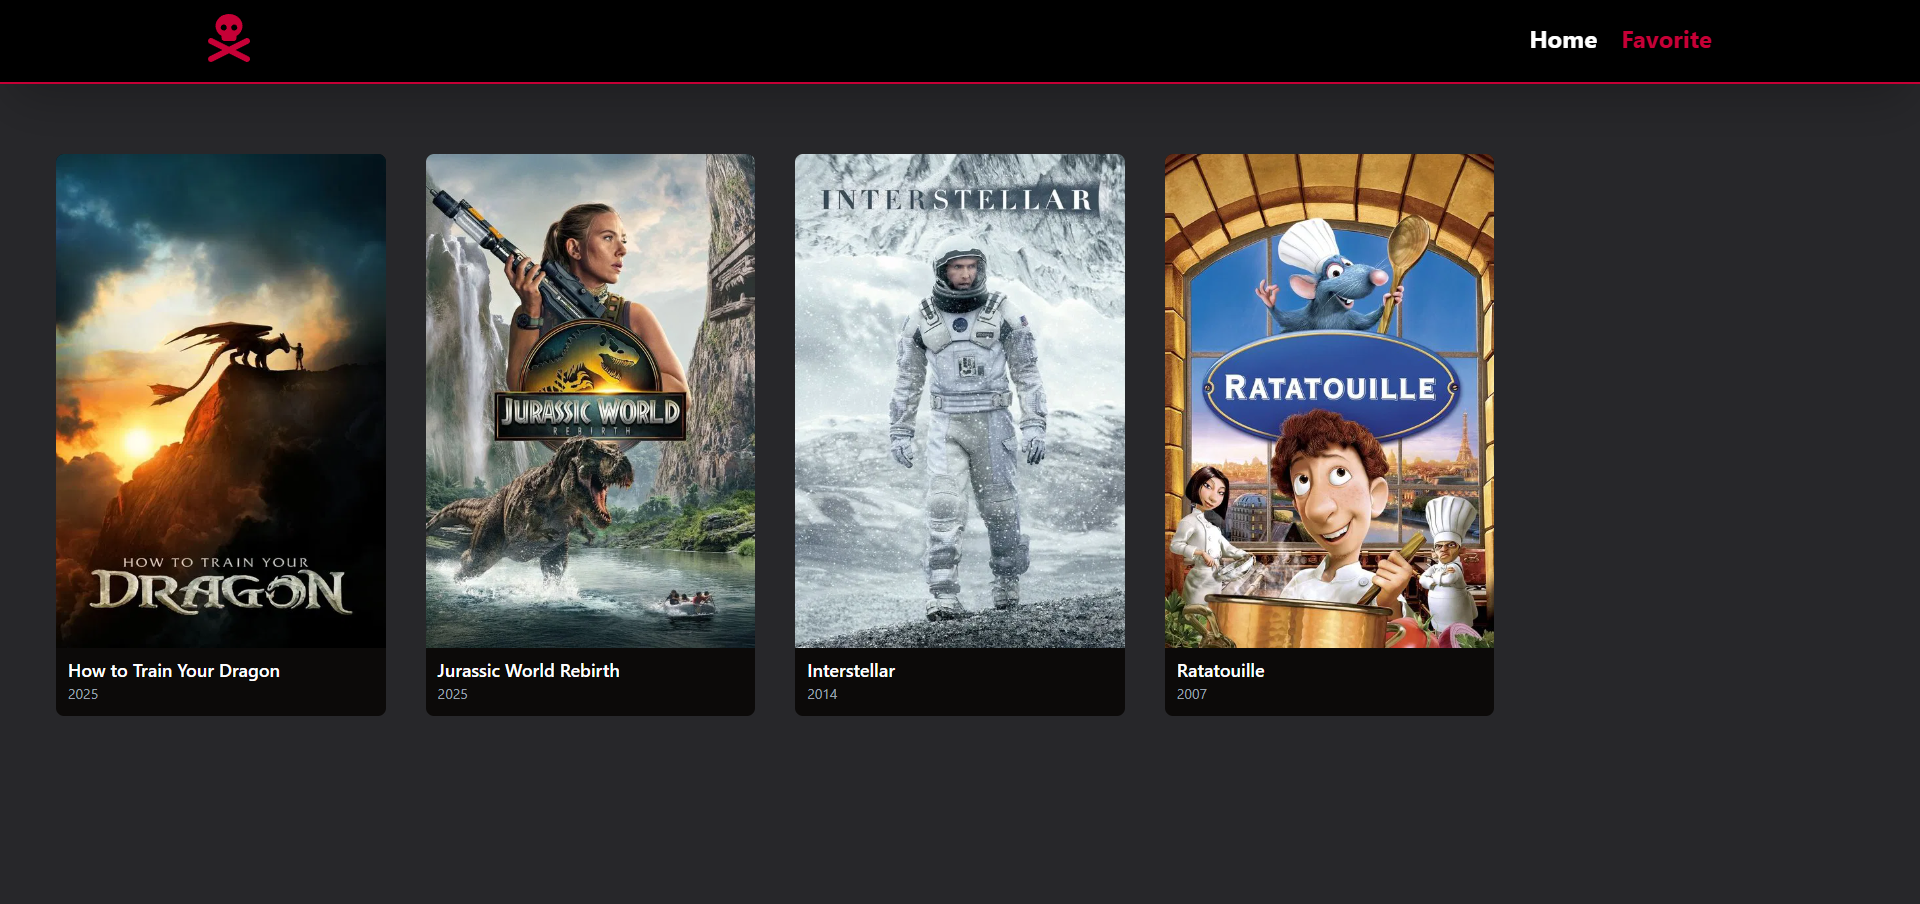 Home Favorite
HOW TO TRAIN YOUR
DRAGON
JURASSIC WORLD
REBIRTH
INTERSTELLAR
RATATOUILLE
How to Train Your Dragon
2025
Jurassic World Rebirth
2025
Interstellar
2014
Ratatouille
2007